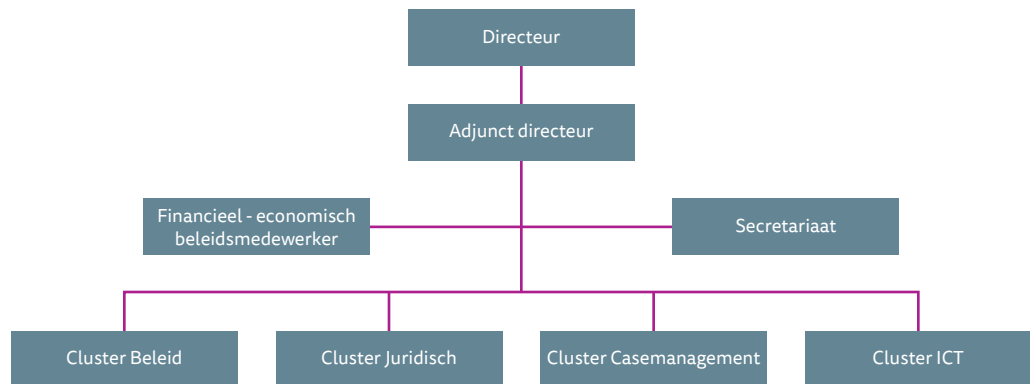 Directeur
Adjunct directeur
Financieel - economisch
beleidsmedewerker
Secretariaat
Cluster Beleid
Cluster Juridisch
Cluster Casemanagement
Cluster ICT